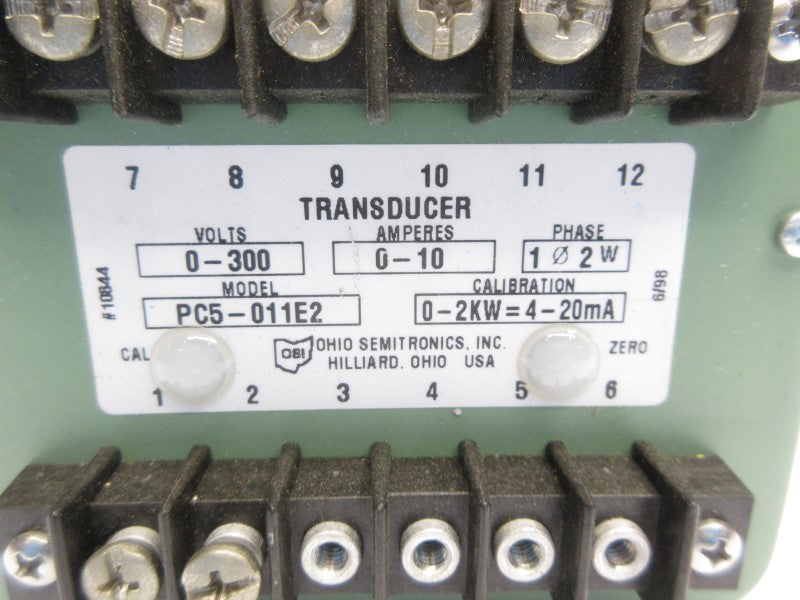 7 8 9 10 11 12
TRANSDUCER
VOLTS AMPERES PHASE
0-300 0-10 1 Ø 2 W
MODEL CALIBRATION
PC5-011E2 0-2KW=4-20mA
#10844
6/98
CAL OSI OHIO SEMITRONICS, INC. ZERO
HILLIARD, OHIO USA
1 2 3 4 5 6